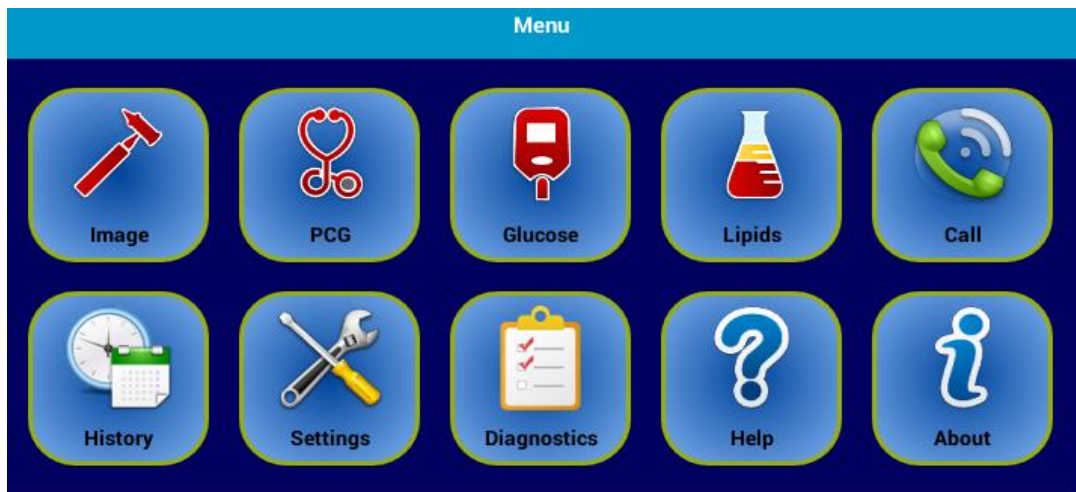 Menu
Image PCG Glucose Lipids Call
History Settings Diagnostics Help About